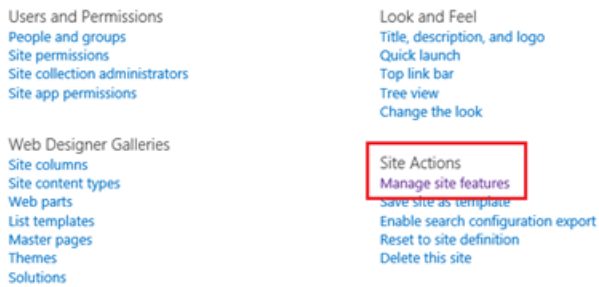 Users and Permissions
People and groups
Site permissions
Site collection administrators
Site app permissions
Web Designer Galleries
Site columns
Site content types
Web parts
List templates
Master pages
Themes
Solutions
Look and Feel
Title, description, and logo
Quick launch
Top link bar
Tree view
Change the look
Site Actions
Manage site features
Save site as template
Enable search configuration export
Reset to site definition
Delete this site